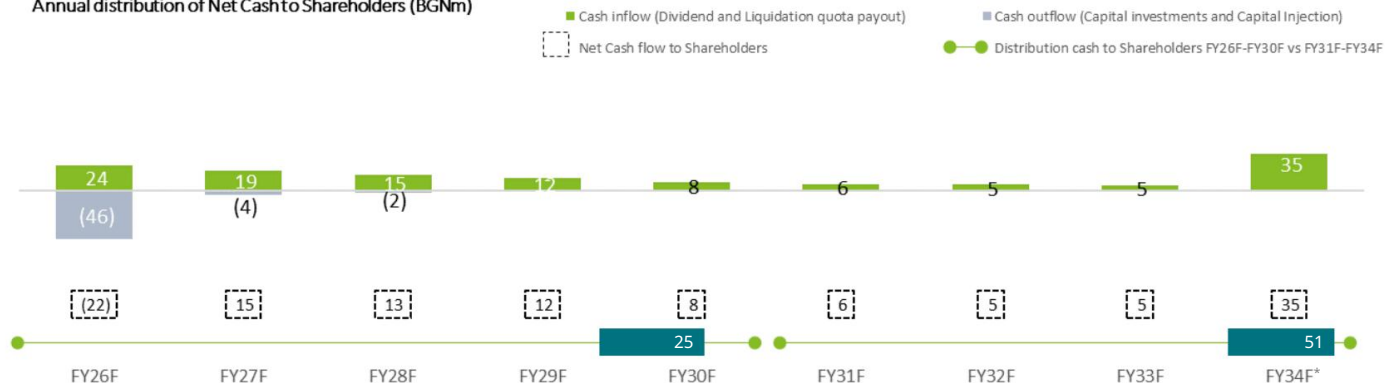 Annual distribution of Net Cash to Shareholders (BGNm)
Cash inflow (Dividend and Liquidation quota payout)
Cash outflow (Capital investments and Capital Injection)
Net Cash flow to Shareholders
Distribution cash to Shareholders FY26F-FY30F vs FY31F-FY34F
24 19 15 12 8 6 5 5 35
(46) (4) (2)
(22) 15 13 12 8 6 5 5 35
25 51
FY26F FY27F FY28F FY29F FY30F FY31F FY32F FY33F FY34F*